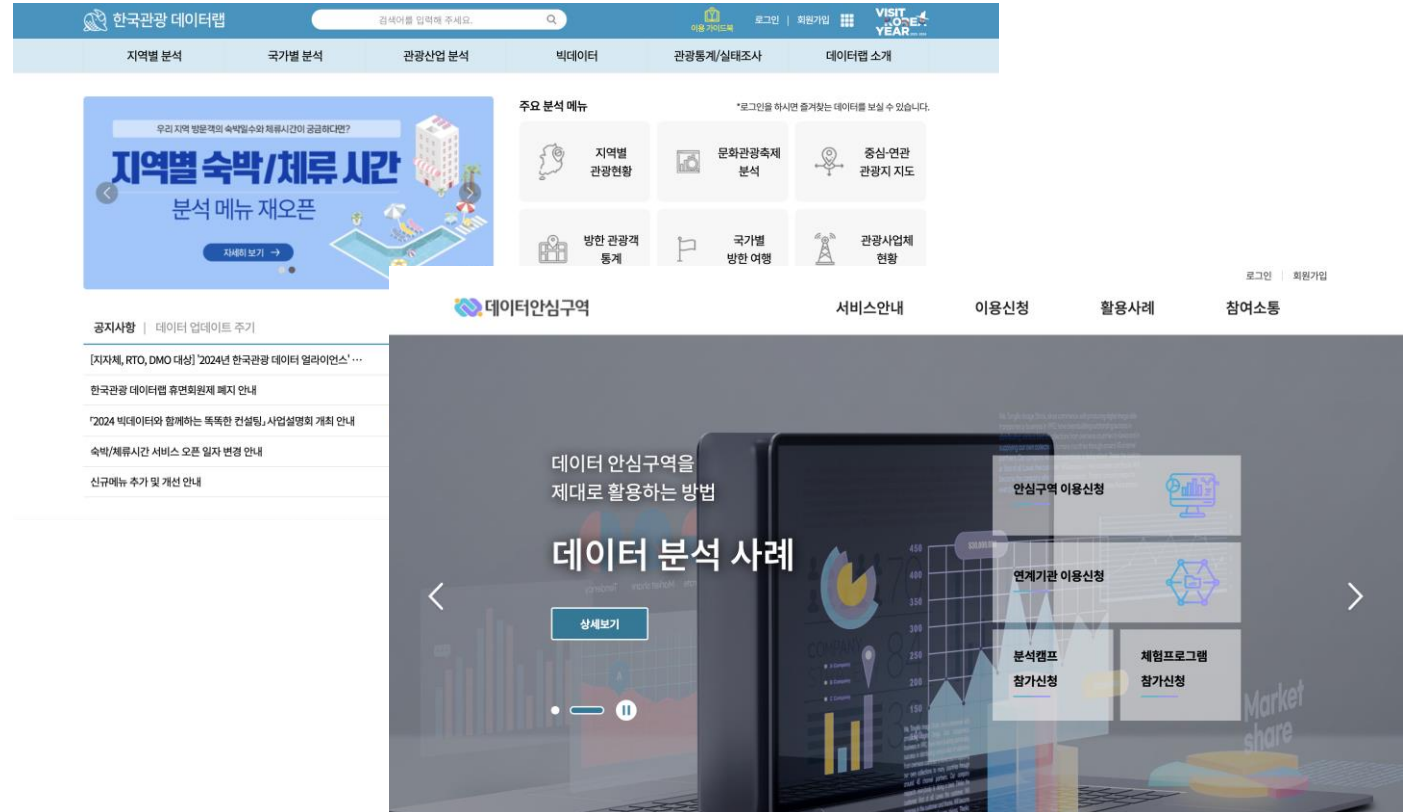 한국관광 데이터랩
검색어를 입력해 주세요.
이용 가이드북
로그인 | 회원가입
VISIT
KOREA
YEAR
지역별 분석
국가별 분석
관광산업 분석
빅데이터
관광통계/실태조사
데이터랩 소개
우리 지역 방문객의 숙박일수와 체류시간이 궁금하다면?
지역별 숙박/체류 시간
분석 메뉴 재오픈
자세히 보기 →
주요 분석 메뉴
*로그인을 하시면 즐겨찾는 데이터를 보실 수 있습니다.
지역별
관광현황
문화관광축제
분석
중심-연관
관광지 지도
방한 관광객
통계
국가별
방한 여행
관광사업체
현황
공지사항 | 데이터 업데이트 주기
[지자체, RTO, DMO 대상] '2024년 한국관광 데이터 얼라이언스' …
한국관광 데이터랩 휴면회원제 폐지 안내
「2024 빅데이터와 함께하는 똑똑한 컨설팅」 사업설명회 개최 안내
숙박/체류시간 서비스 오픈 일자 변경 안내
신규메뉴 추가 및 개선 안내
로그인 | 회원가입
데이터안심구역
서비스안내
이용신청
활용사례
참여소통
데이터 안심구역을
제대로 활용하는 방법
데이터 분석 사례
상세보기
안심구역 이용신청
연계기관 이용신청
분석캠프
참가신청
체험프로그램
참가신청
450
400
350
300
250
200
150
COMPANY
Market
share